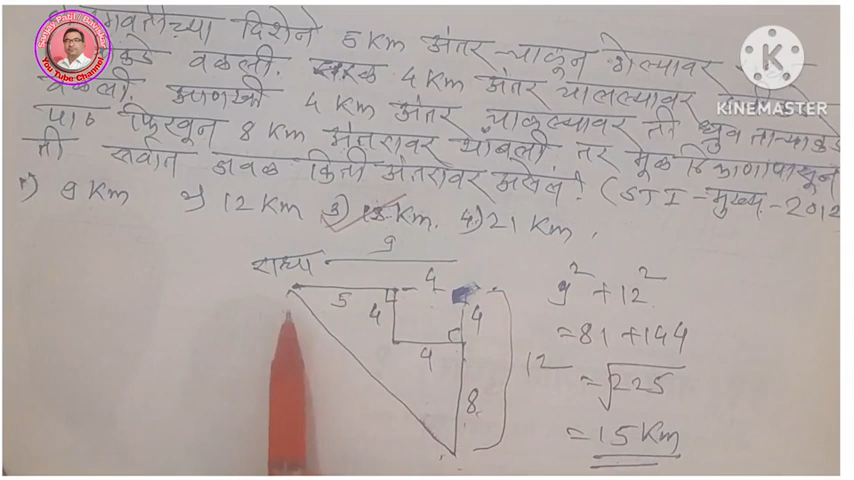 Sanjay Patil
You Tube Channel
KINEMASTER
च्या दिशेने 5 Km अंतर चालून गेल्यावर
कडे वळली. सरळ 4 Km अंतर चालल्यावर
वळली. आणखी 4 Km अंतर चालल्यावर ती ध्रुव ताऱ्याकडे
पाठ फिरवून 8 Km अंतरावर थांबली तर मूळ ठिकाणापासून
ती सर्वात जवळ किती अंतरावर असेल? (STI-मुख्य-2012
1) 9 Km 2) 12 Km 3) 15 Km. 4) 21 Km.
9
राधा
5 4
4 4
4
8
12
9² + 12²
= 81 + 144
= √225
= 15 Km